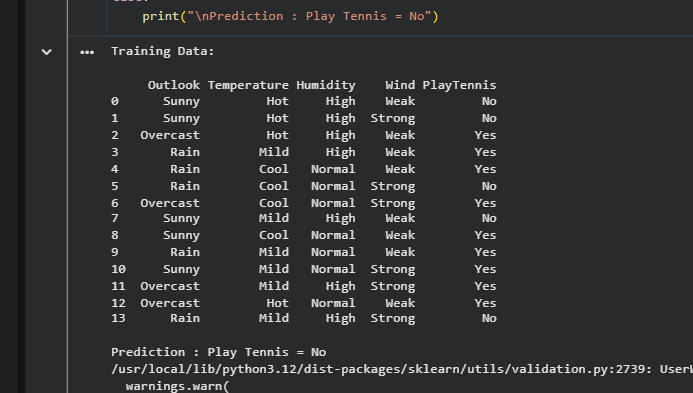 print("\nPrediction : Play Tennis = No")
Training Data:
Outlook Temperature Humidity Wind PlayTennis
0 Sunny Hot High Weak No
1 Sunny Hot High Strong No
2 Overcast Hot High Weak Yes
3 Rain Mild High Weak Yes
4 Rain Cool Normal Weak Yes
5 Rain Cool Normal Strong No
6 Overcast Cool Normal Strong Yes
7 Sunny Mild High Weak No
8 Sunny Cool Normal Weak Yes
9 Rain Mild Normal Weak Yes
10 Sunny Mild Normal Strong Yes
11 Overcast Mild High Strong Yes
12 Overcast Hot Normal Weak Yes
13 Rain Mild High Strong No
Prediction : Play Tennis = No
/usr/local/lib/python3.12/dist-packages/sklearn/utils/validation.py:2739: User
warnings.warn(